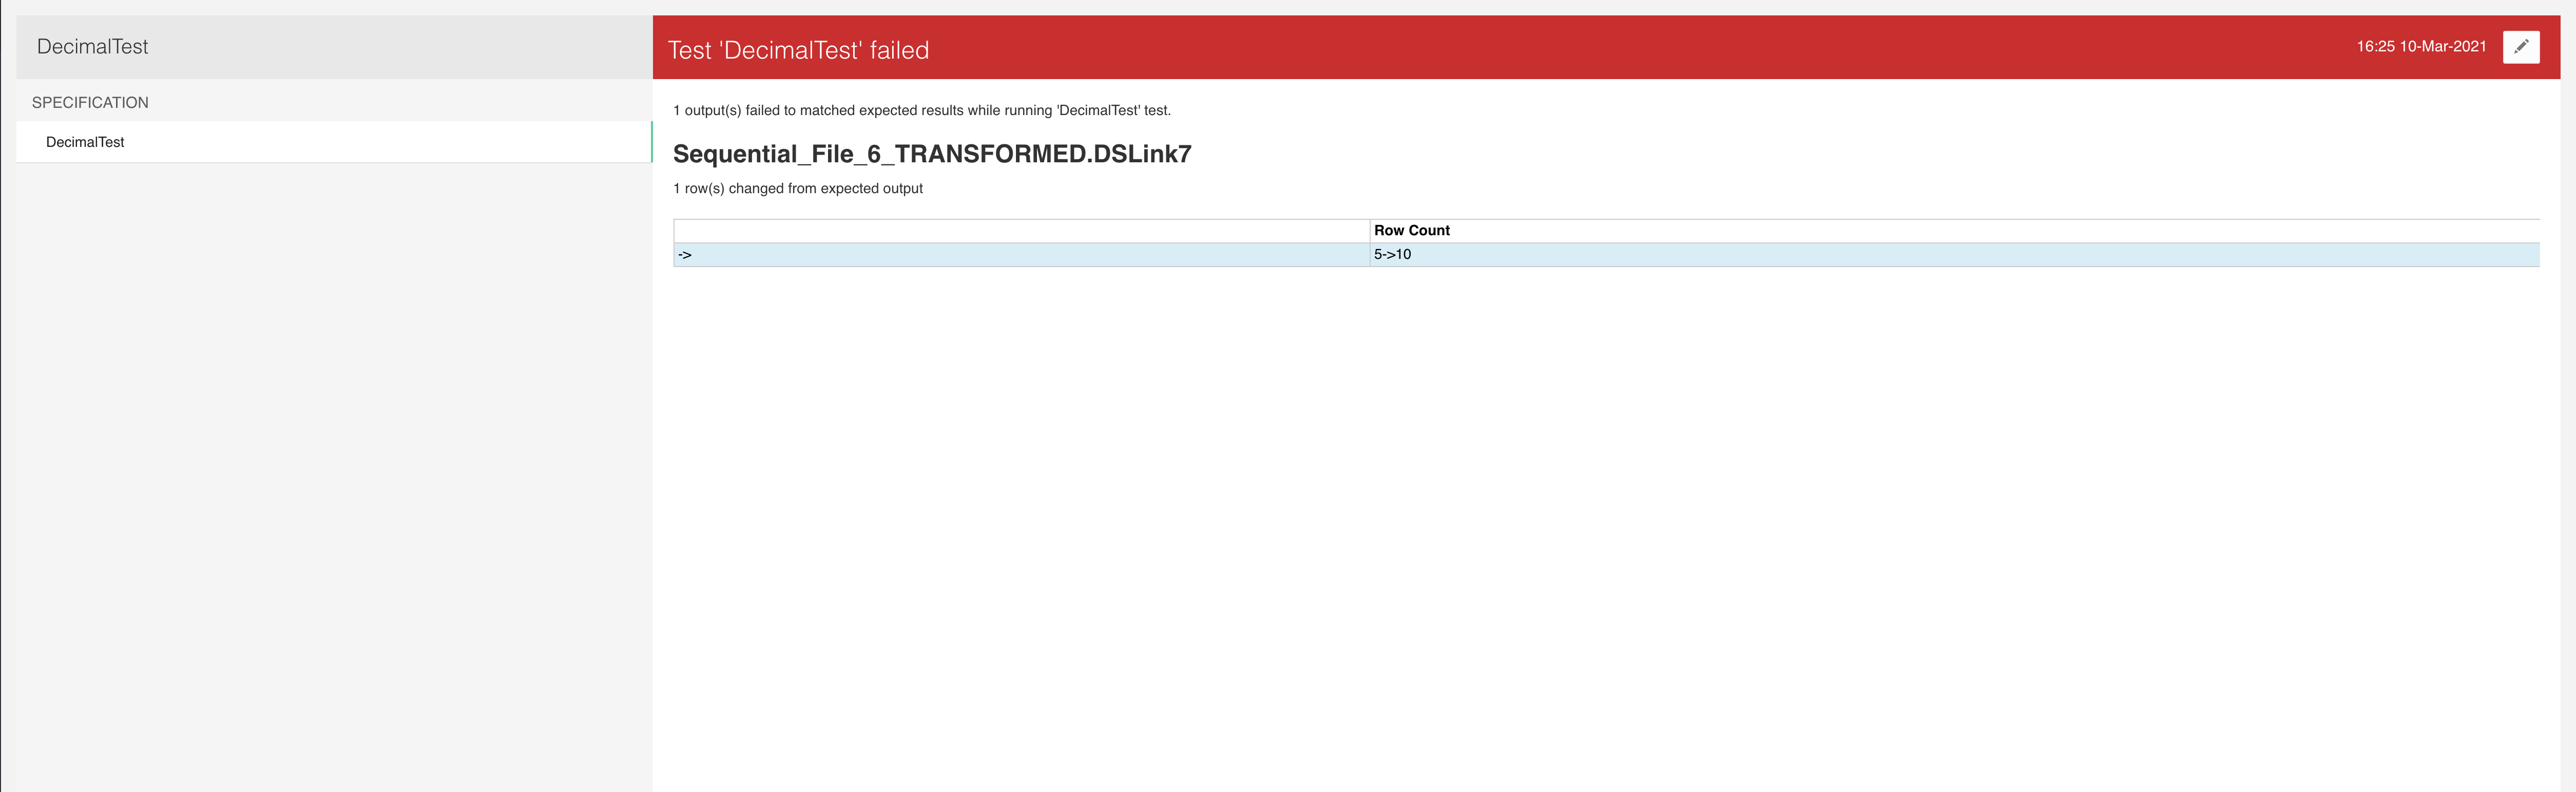 DecimalTest
Test 'DecimalTest' failed
16:25 10-Mar-2021
SPECIFICATION
DecimalTest
1 output(s) failed to matched expected results while running 'DecimalTest' test.
Sequential_File_6_TRANSFORMED.DSLink7
1 row(s) changed from expected output
Row Count
-> 5->10